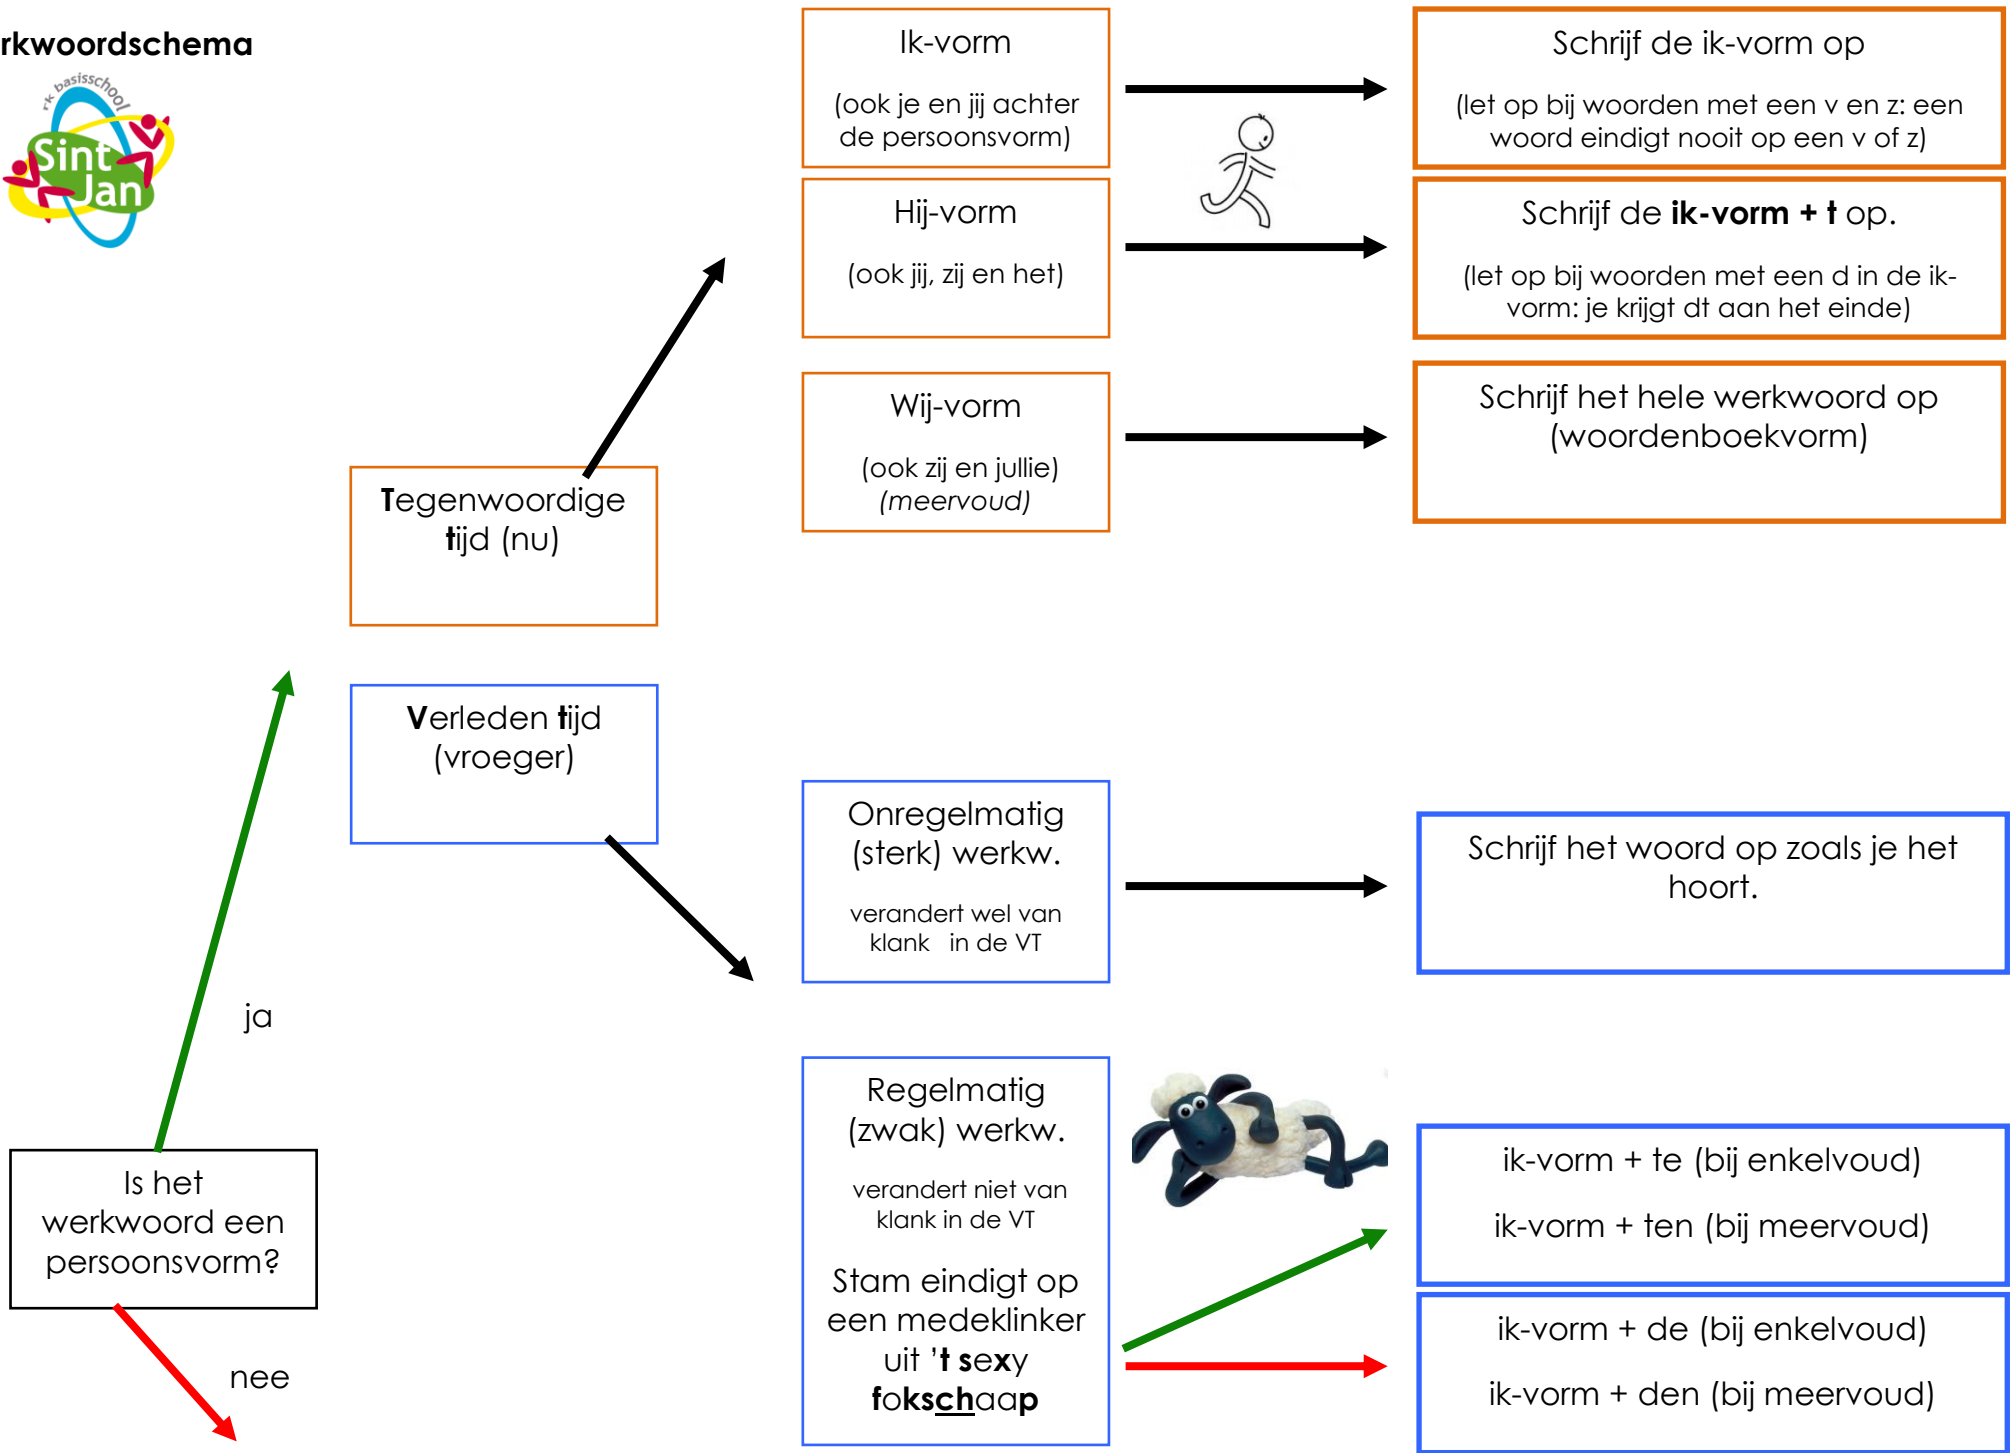 rkwoordschema
rk basisschool
Sint
Jan
Ik-vorm
(ook je en jij achter
de persoonsvorm)
Schrijf de ik-vorm op
(let op bij woorden met een v en z: een
woord eindigt nooit op een v of z)
Hij-vorm
(ook jij, zij en het)
Schrijf de ik-vorm + t op.
(let op bij woorden met een d in de ik-
vorm: je krijgt dt aan het einde)
Wij-vorm
(ook zij en jullie)
(meervoud)
Schrijf het hele werkwoord op
(woordenboekvorm)
Tegenwoordige
tijd (nu)
Verleden tijd
(vroeger)
Onregelmatig
(sterk) werkw.
verandert wel van
klank in de VT
Schrijf het woord op zoals je het
hoort.
ja
Is het
werkwoord een
persoonsvorm?
nee
Regelmatig
(zwak) werkw.
verandert niet van
klank in de VT
Stam eindigt op
een medeklinker
uit 't sexy
fokschaap
ik-vorm + te (bij enkelvoud)
ik-vorm + ten (bij meervoud)
ik-vorm + de (bij enkelvoud)
ik-vorm + den (bij meervoud)